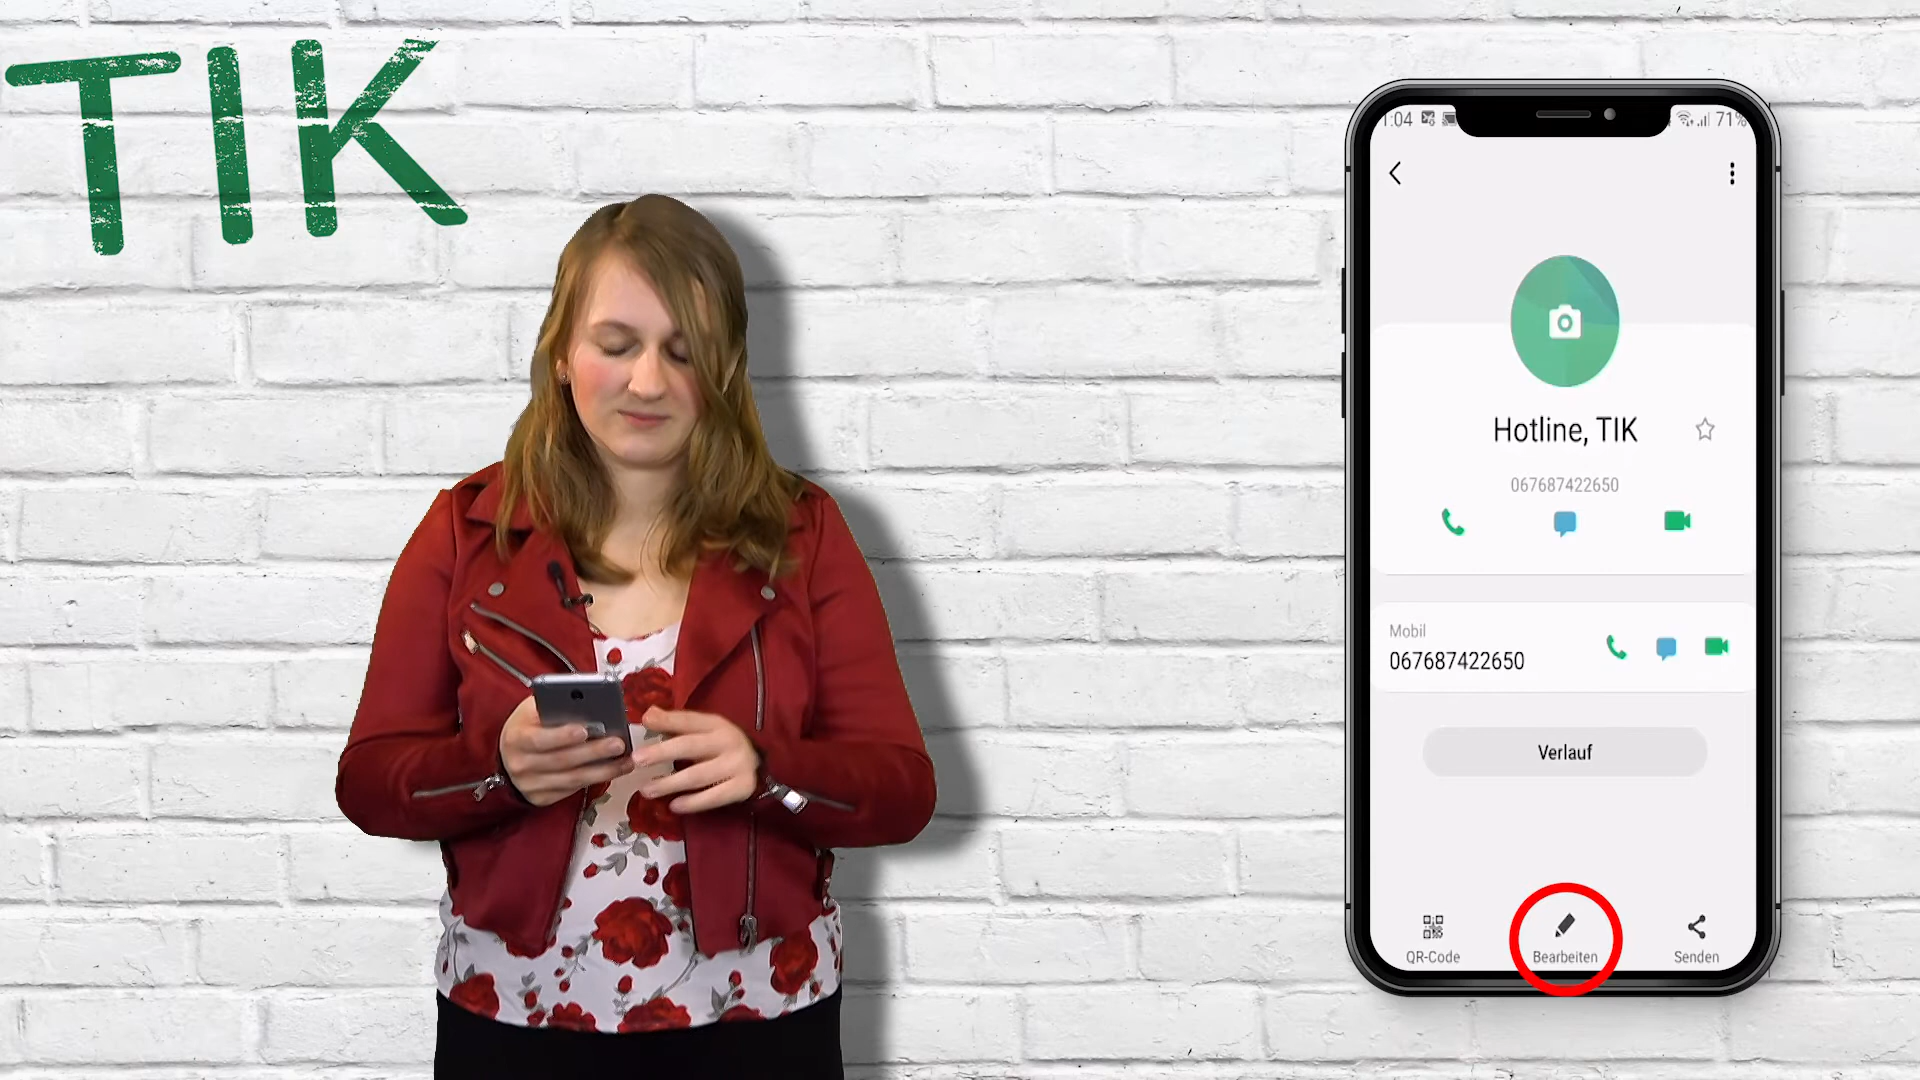 TIK
1:04
71%
Hotline, TIK
067687422650
Mobil
067687422650
Verlauf
QR-Code
Bearbeiten
Senden